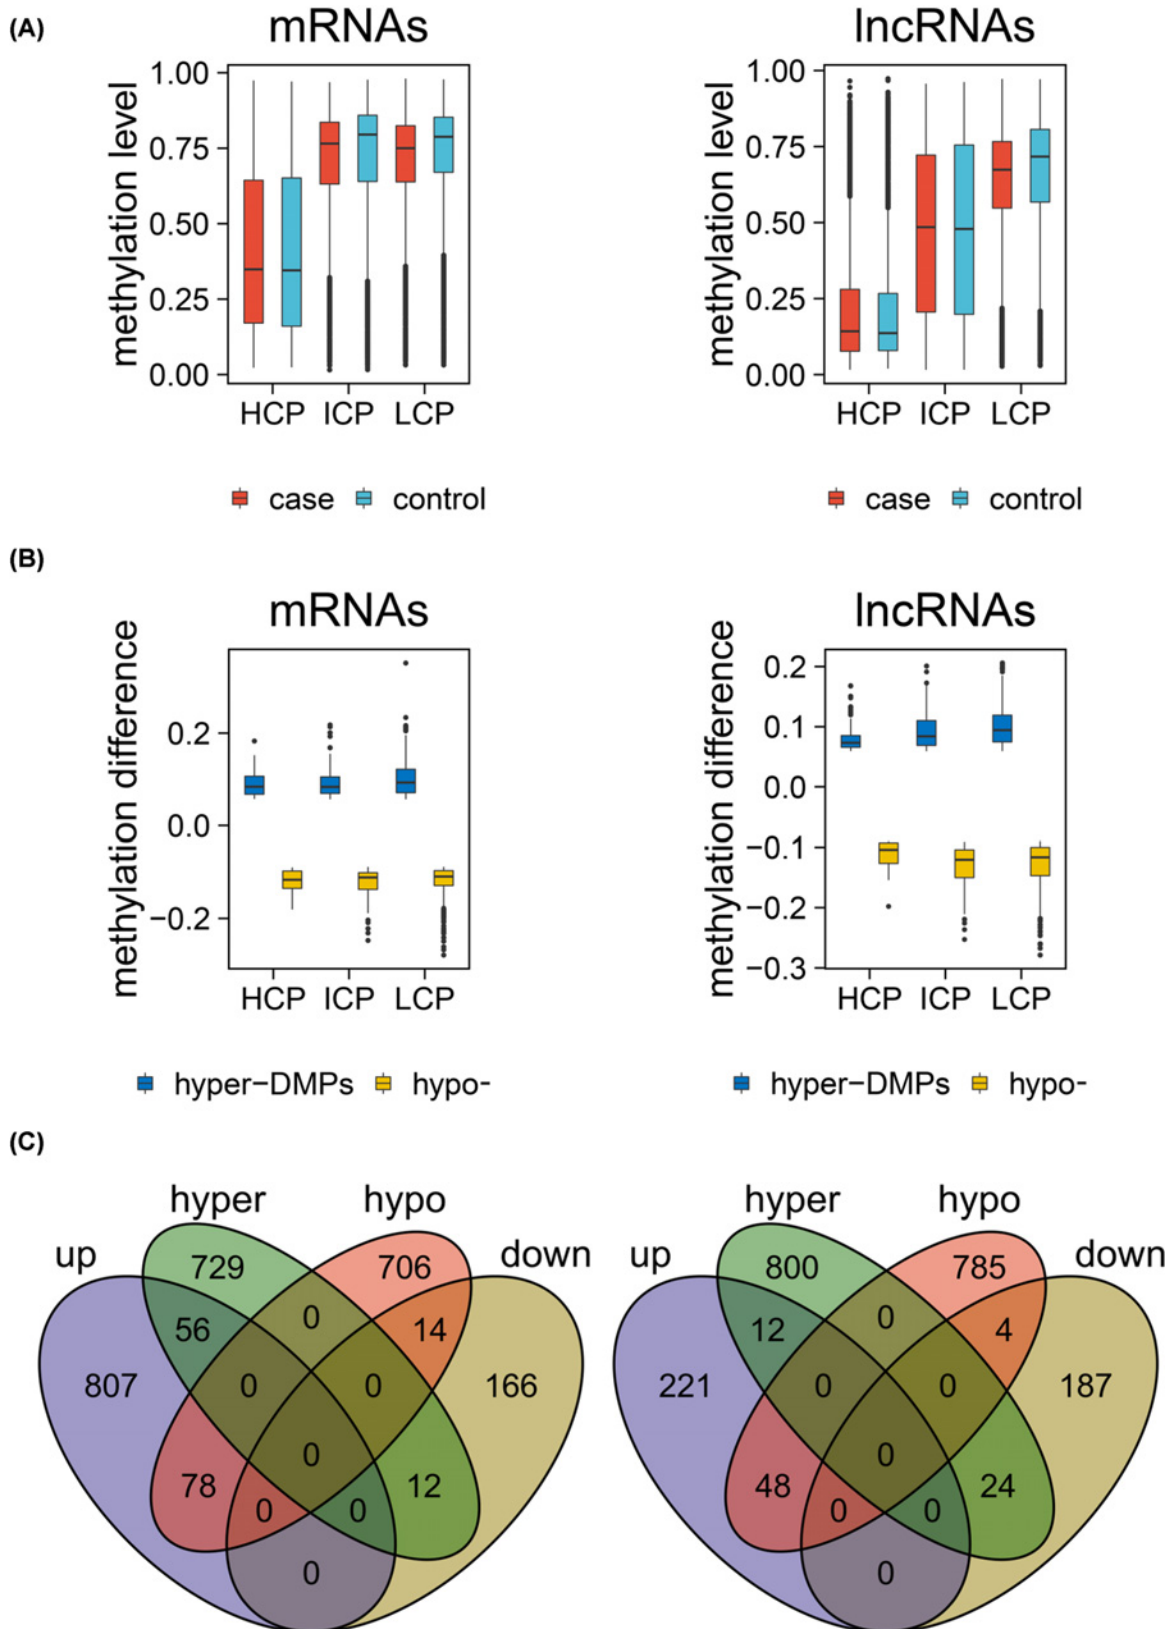 (A)
mRNAs
lncRNAs
methylation level
1.00
0.75
0.50
0.25
0.00
HCP ICP LCP
case control
methylation level
1.00
0.75
0.50
0.25
0.00
HCP ICP LCP
case control
(B)
mRNAs
lncRNAs
methylation difference
0.2
0.0
−0.2
HCP ICP LCP
hyper−DMPs hypo-
methylation difference
0.2
0.1
0.0
−0.1
−0.2
−0.3
HCP ICP LCP
hyper−DMPs hypo-
(C)
hyper hypo
up down
729 706
0
56 14
807 0 0 166
0
78 12
0 0
0
hyper hypo
up down
800 785
0
12 4
221 0 0 187
0
48 24
0 0
0